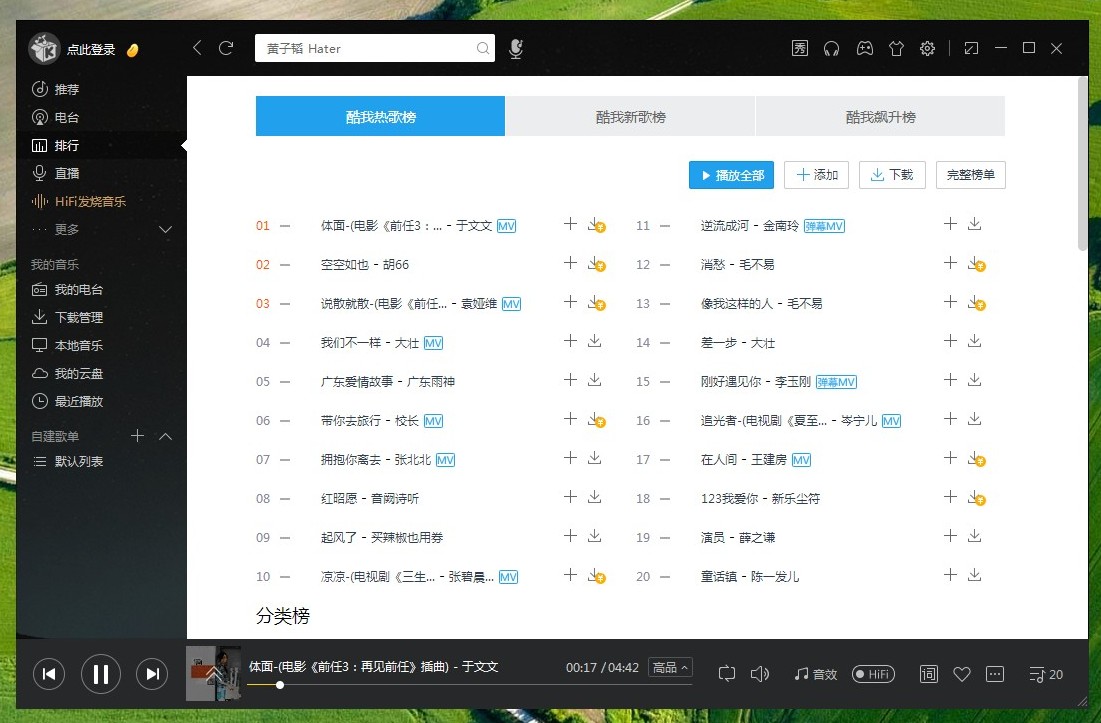 点此登录
黄子韬 Hater
秀
推荐
电台
排行
直播
HiFi发烧音乐
更多
我的音乐
我的电台
下载管理
本地音乐
我的云盘
最近播放
自建歌单
默认列表
酷我热歌榜 酷我新歌榜 酷我飙升榜
播放全部 添加 下载 完整榜单
01 体面-(电影《前任3：... - 于文文 MV
02 空空如也 - 胡66
03 说散就散-(电影《前任... - 袁娅维 MV
04 我们不一样 - 大壮 MV
05 广东爱情故事 - 广东雨神
06 带你去旅行 - 校长 MV
07 拥抱你离去 - 张北北 MV
08 红昭愿 - 音阙诗听
09 起风了 - 买辣椒也用券
10 凉凉-(电视剧《三生... - 张碧晨... MV
11 逆流成河 - 金南玲 弹幕MV
12 消愁 - 毛不易
13 像我这样的人 - 毛不易
14 差一步 - 大壮
15 刚好遇见你 - 李玉刚 弹幕MV
16 追光者-(电视剧《夏至... - 岑宁儿 MV
17 在人间 - 王建房 MV
18 123我爱你 - 新乐尘符
19 演员 - 薛之谦
20 童话镇 - 陈一发儿
分类榜
体面-(电影《前任3：再见前任》插曲) - 于文文 00:17 / 04:42 高品
音效 HiFi 词 20